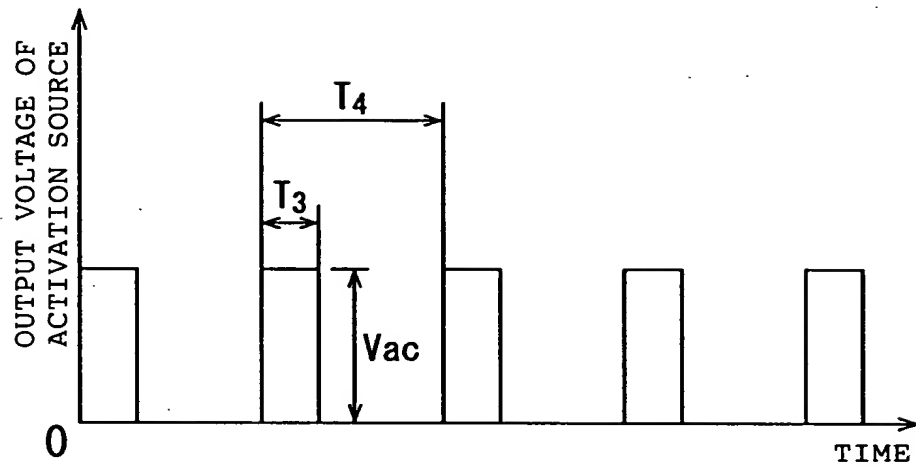 OUTPUT VOLTAGE OF
ACTIVATION SOURCE
T4
T3
Vac
0
TIME